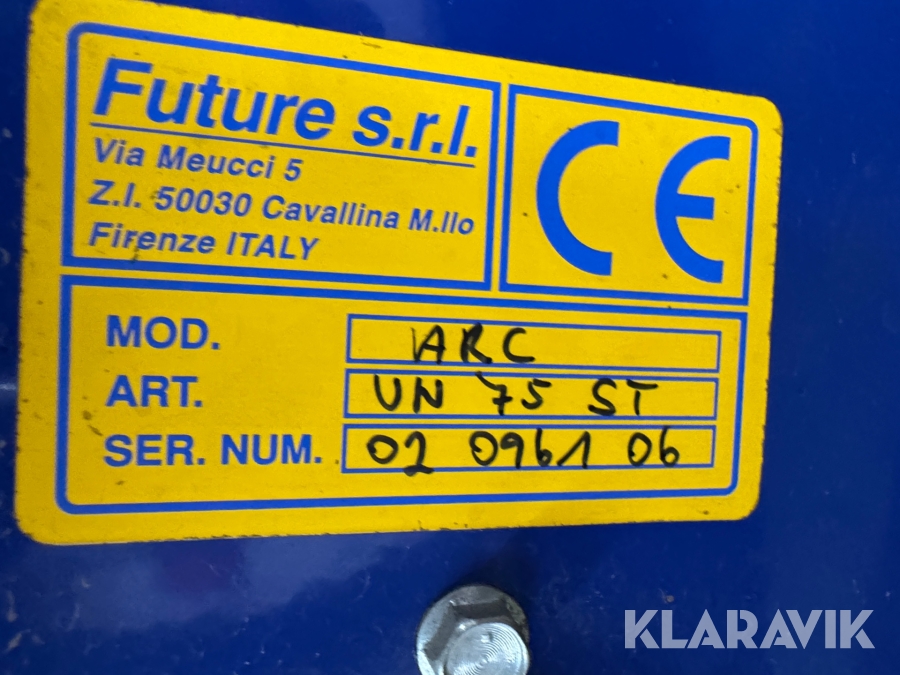 Future s.r.l.
Via Meucci 5
Z.I. 50030 Cavallina M.llo
Firenze ITALY
CE
MOD. ARC
ART. UN 75 ST
SER. NUM. 02 0961 06
KLARAVIK